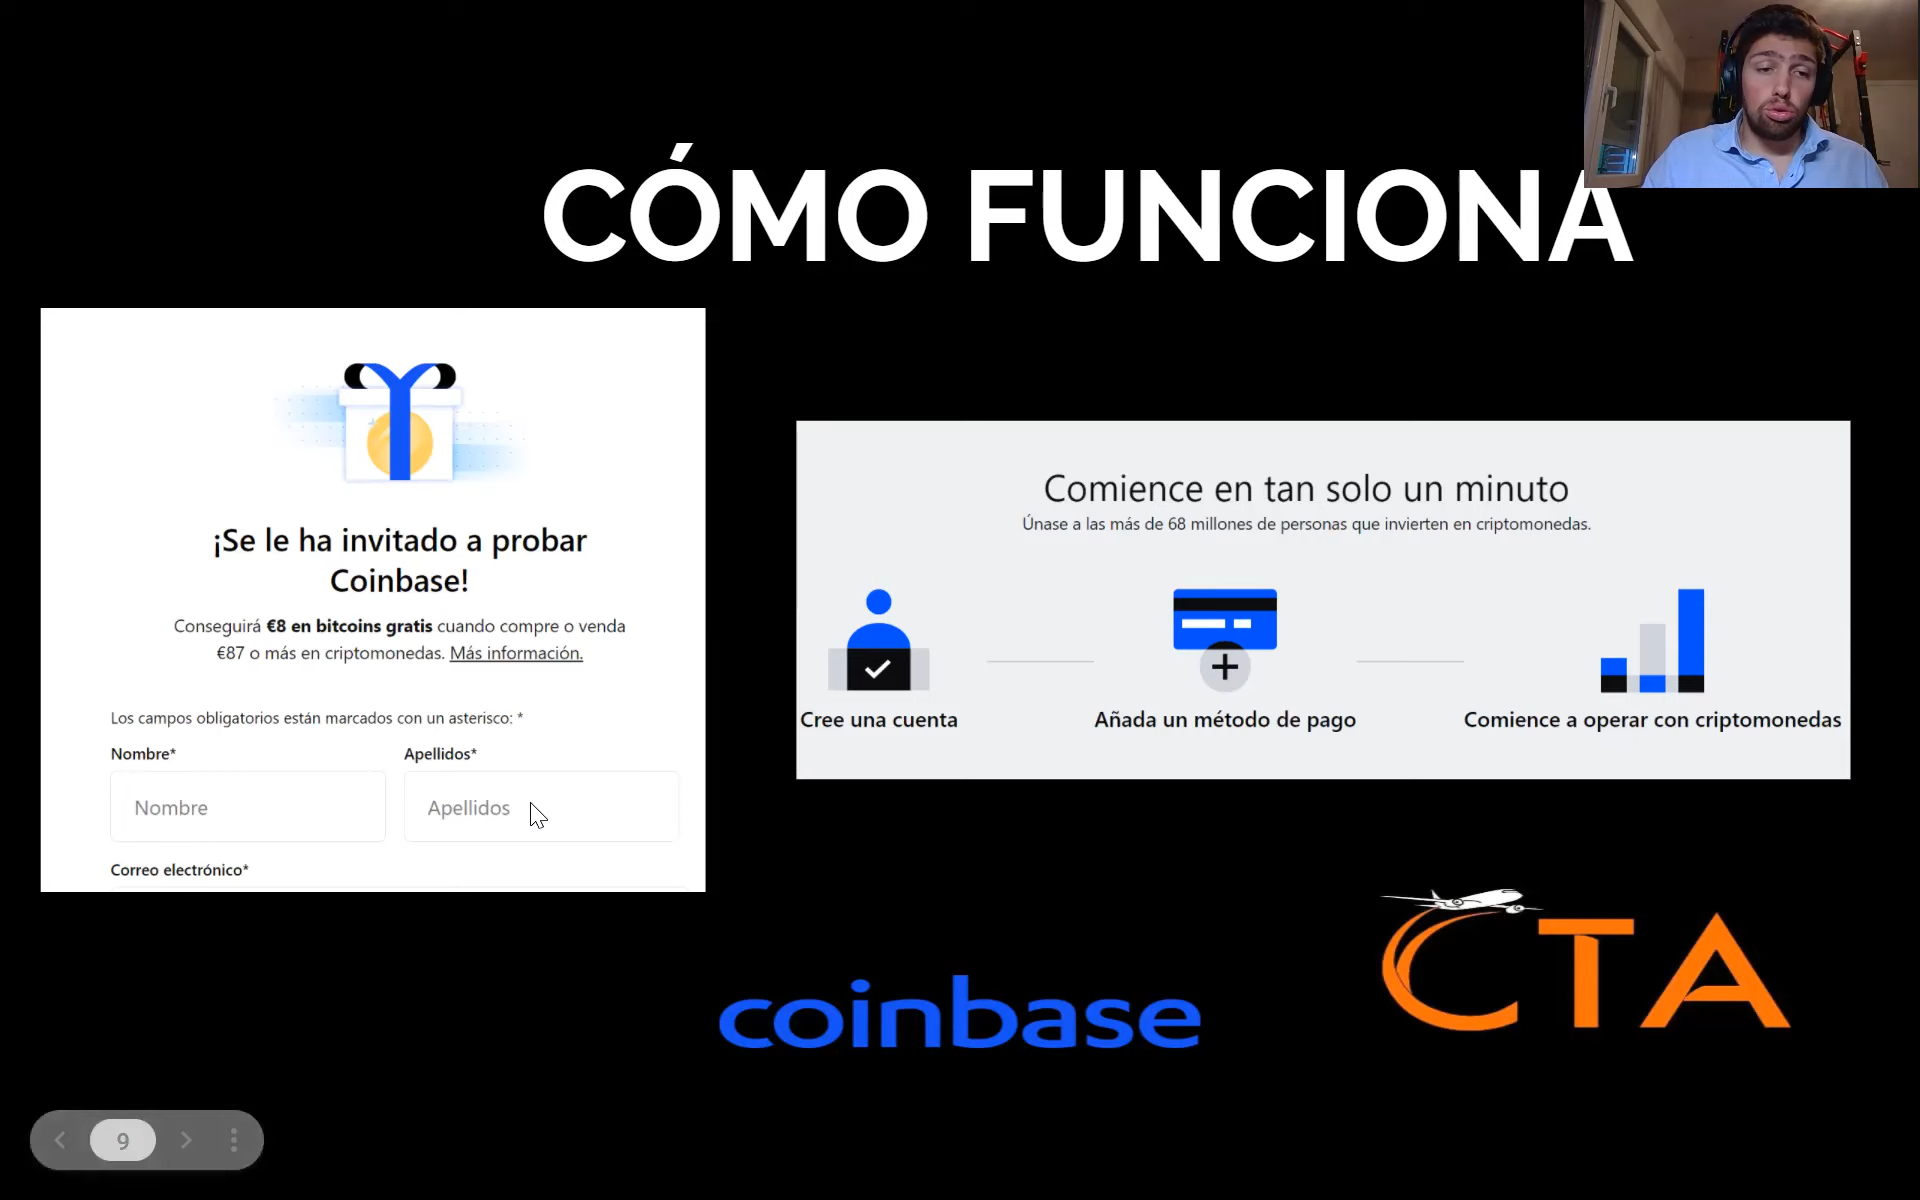 CÓMO FUNCIONA
¡Se le ha invitado a probar
Coinbase!
Conseguirá €8 en bitcoins gratis cuando compre o venda
€87 o más en criptomonedas. Más información.
Los campos obligatorios están marcados con un asterisco: *
Nombre* Apellidos*
Nombre Apellidos
Correo electrónico*
Comience en tan solo un minuto
Únase a las más de 68 millones de personas que invierten en criptomonedas.
Cree una cuenta Añada un método de pago Comience a operar con criptomonedas
coinbase
CTA
9